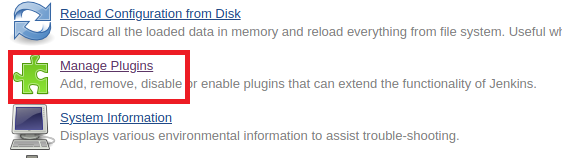 Reload Configuration from Disk
Discard all the loaded data in memory and reload everything from file system. Useful
Manage Plugins
Add, remove, disable or enable plugins that can extend the functionality of Jenkins.
System Information
Displays various environmental information to assist trouble-shooting.